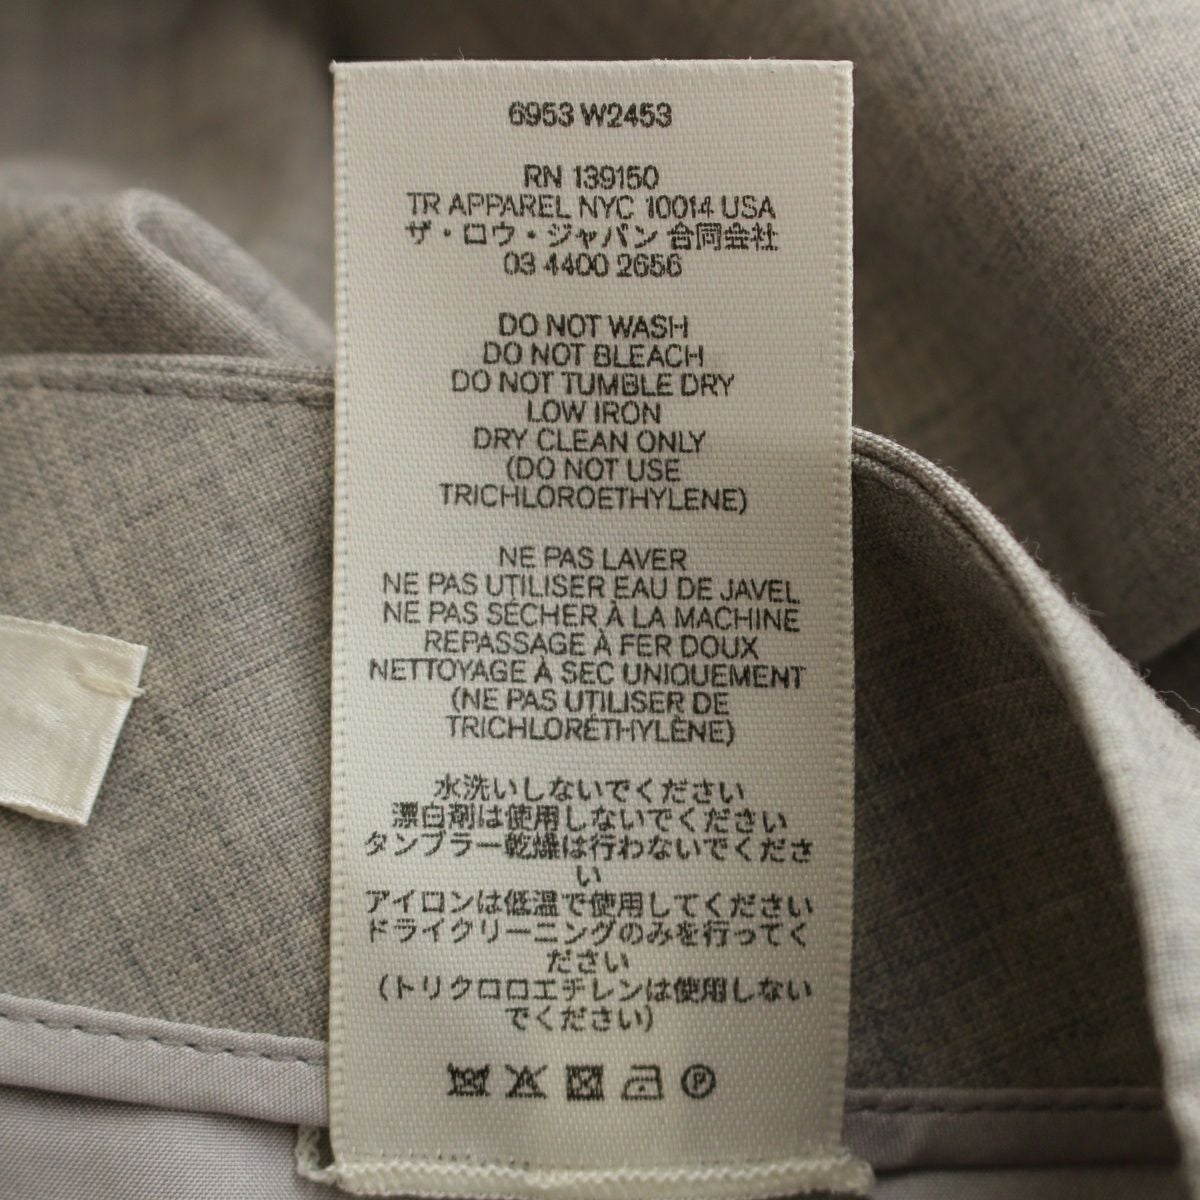 6953 W2453
RN 139150
TR APPAREL NYC 10014 USA
ザ・ロウ・ジャパン 合同会社
03 4400 2656
DO NOT WASH
DO NOT BLEACH
DO NOT TUMBLE DRY
LOW IRON
DRY CLEAN ONLY
(DO NOT USE
TRICHLOROETHYLENE)
NE PAS LAVER
NE PAS UTILISER EAU DE JAVEL
NE PAS SÉCHER À LA MACHINE
REPASSAGE À FER DOUX
NETTOYAGE À SEC UNIQUEMENT
(NE PAS UTILISER DE
TRICHLORÉTHYLÈNE)
水洗いしないでください
漂白剤は使用しないでください
タンブラー乾燥は行わないでくださ
い
アイロンは低温で使用してください
ドライクリーニングのみを行ってく
ださい
(トリクロロエチレンは使用しない
でください)
P